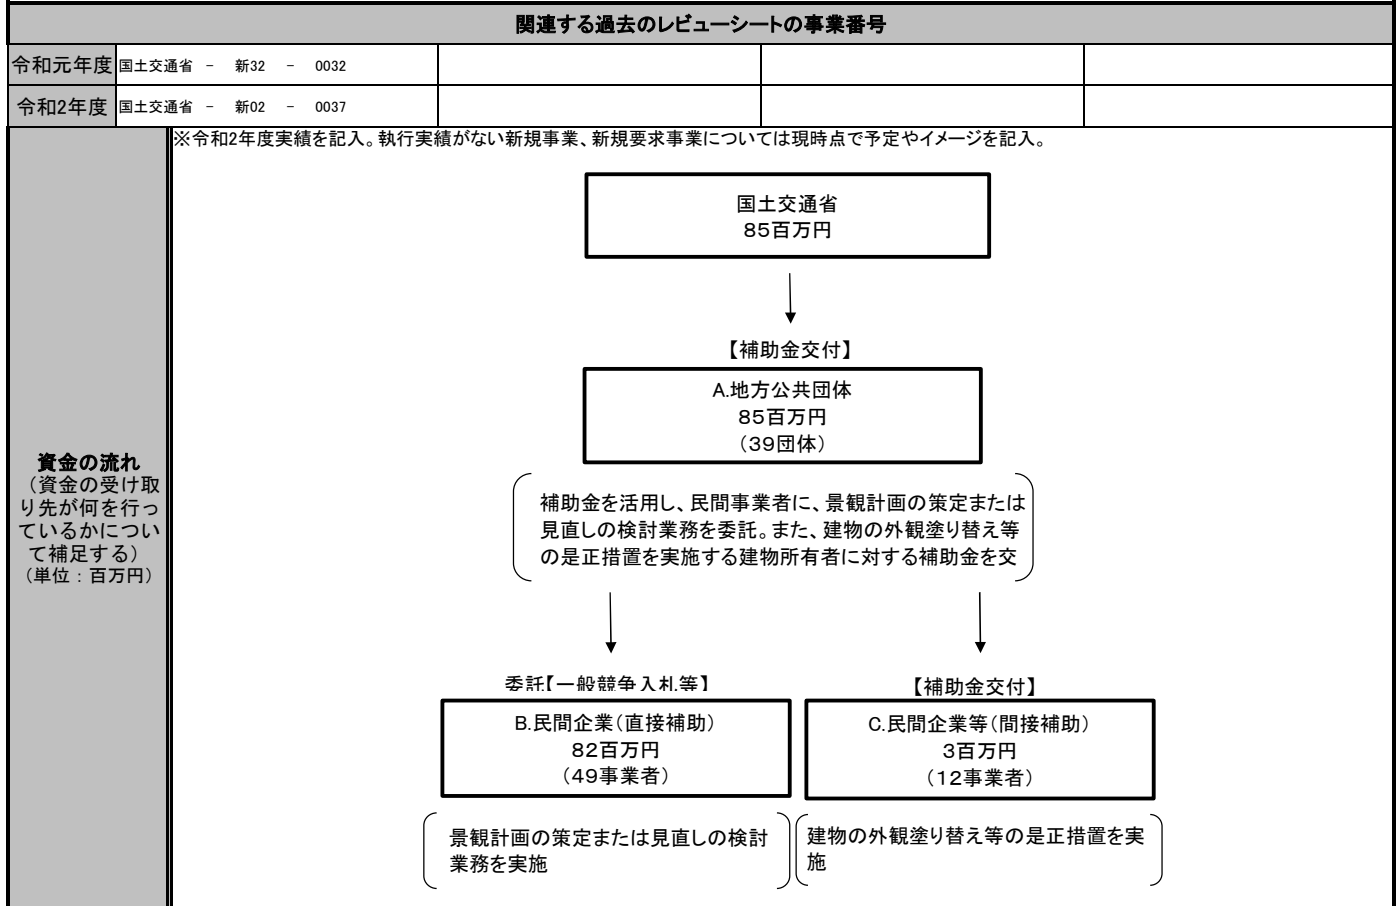 関連する過去のレビューシートの事業番号
令和元年度 国土交通省 － 新32 － 0032
令和2年度 国土交通省 － 新02 － 0037
※令和2年度実績を記入。執行実績がない新規事業、新規要求事業については現時点で予定やイメージを記入。
資金の流れ
（資金の受け取
り先が何を行っ
ているかについ
て補足する）
（単位：百万円）
国土交通省
85百万円
【補助金交付】
A.地方公共団体
85百万円
（39団体）
補助金を活用し、民間事業者に、景観計画の策定または
見直しの検討業務を委託。また、建物の外観塗り替え等
の是正措置を実施する建物所有者に対する補助金を交
委託【一般競争入札等】
B.民間企業（直接補助）
82百万円
（49事業者）
景観計画の策定または見直しの検討
業務を実施
【補助金交付】
C.民間企業等（間接補助）
3百万円
（12事業者）
建物の外観塗り替え等の是正措置を実
施